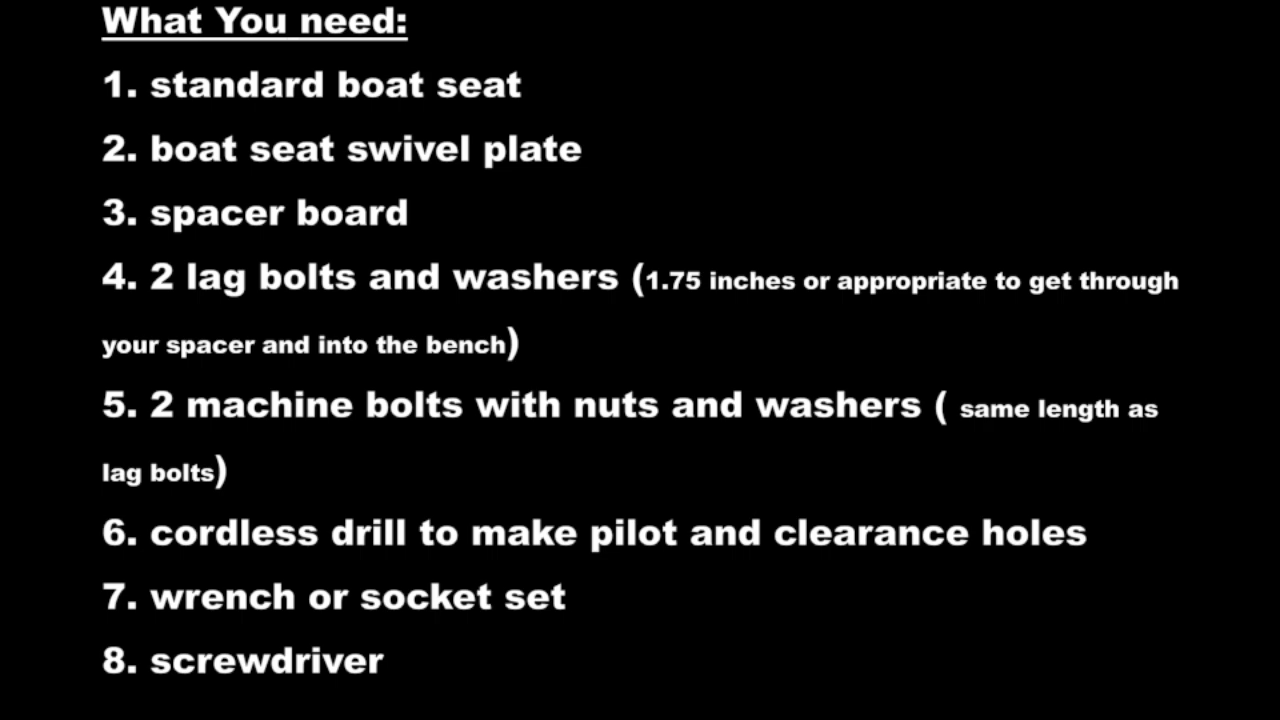 What You need:
1. standard boat seat
2. boat seat swivel plate
3. spacer board
4. 2 lag bolts and washers (1.75 inches or appropriate to get through
your spacer and into the bench)
5. 2 machine bolts with nuts and washers ( same length as
lag bolts)
6. cordless drill to make pilot and clearance holes
7. wrench or socket set
8. screwdriver